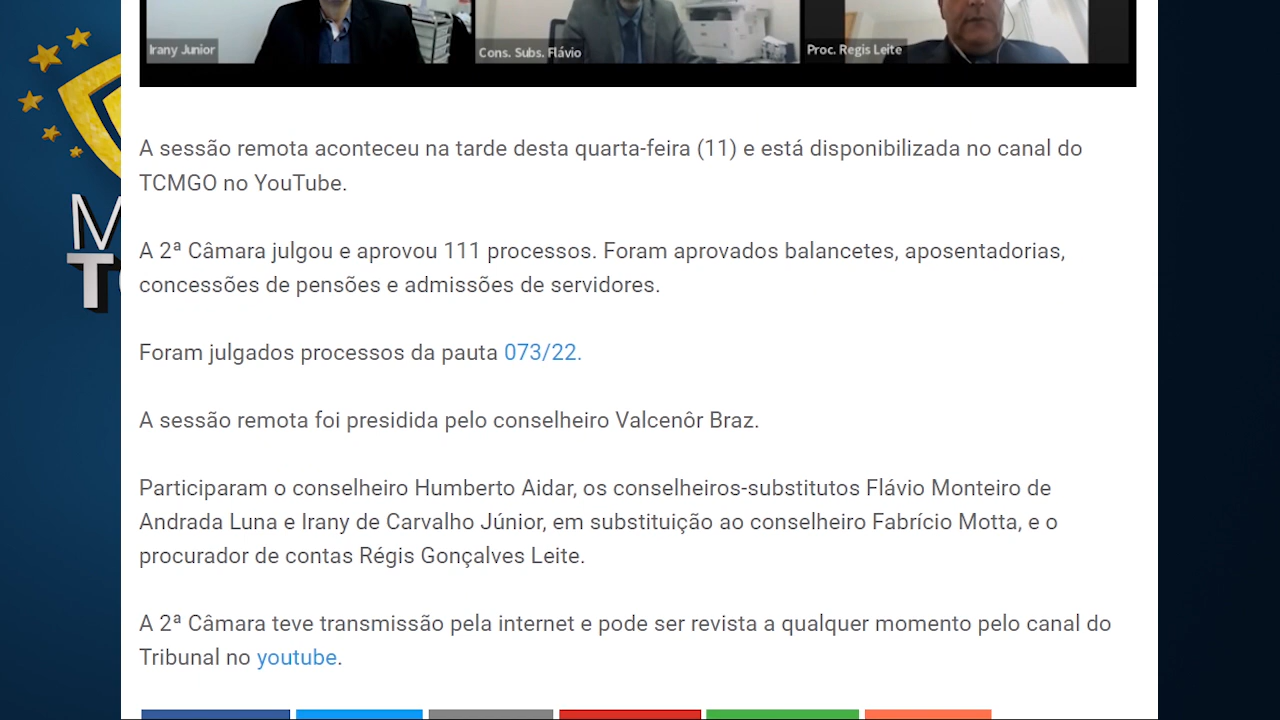 Irany Junior
Cons. Subs. Flávio
Proc. Regis Leite
A sessão remota aconteceu na tarde desta quarta-feira (11) e está disponibilizada no canal do
TCMGO no YouTube.
A 2ª Câmara julgou e aprovou 111 processos. Foram aprovados balancetes, aposentadorias,
concessões de pensões e admissões de servidores.
Foram julgados processos da pauta 073/22.
A sessão remota foi presidida pelo conselheiro Valcenôr Braz.
Participaram o conselheiro Humberto Aidar, os conselheiros-substitutos Flávio Monteiro de
Andrada Luna e Irany de Carvalho Júnior, em substituição ao conselheiro Fabrício Motta, e o
procurador de contas Régis Gonçalves Leite.
A 2ª Câmara teve transmissão pela internet e pode ser revista a qualquer momento pelo canal do
Tribunal no youtube.